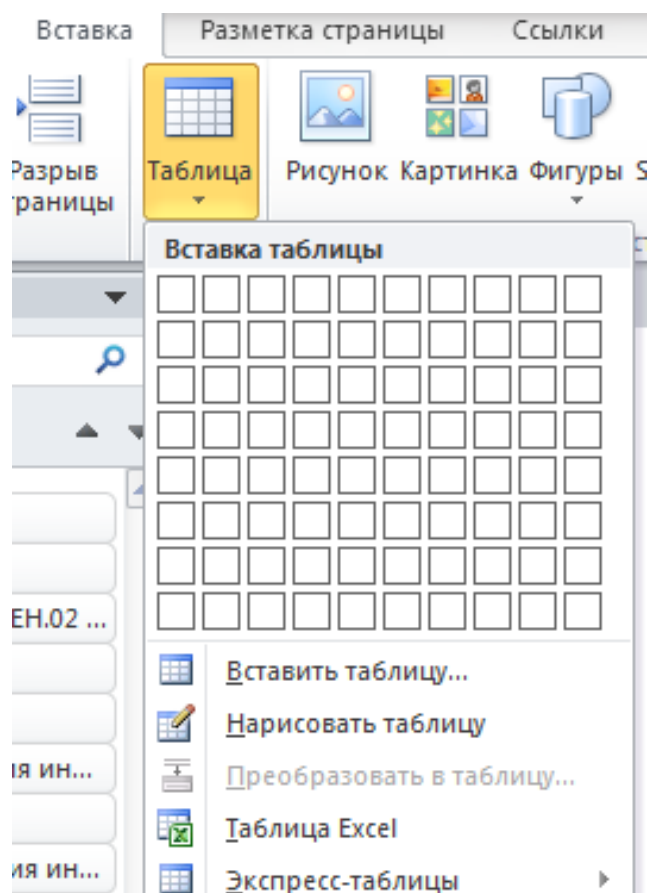 Вставка Разметка страницы Ссылки
Разрыв
раницы
Таблица
Рисунок
Картинка
Фигуры
S
Вставка таблицы
ЕН.02 ...
Вставить таблицу...
Нарисовать таблицу
ия ин...
Преобразовать в таблицу...
Таблица Excel
ия ин...
Экспресс-таблицы